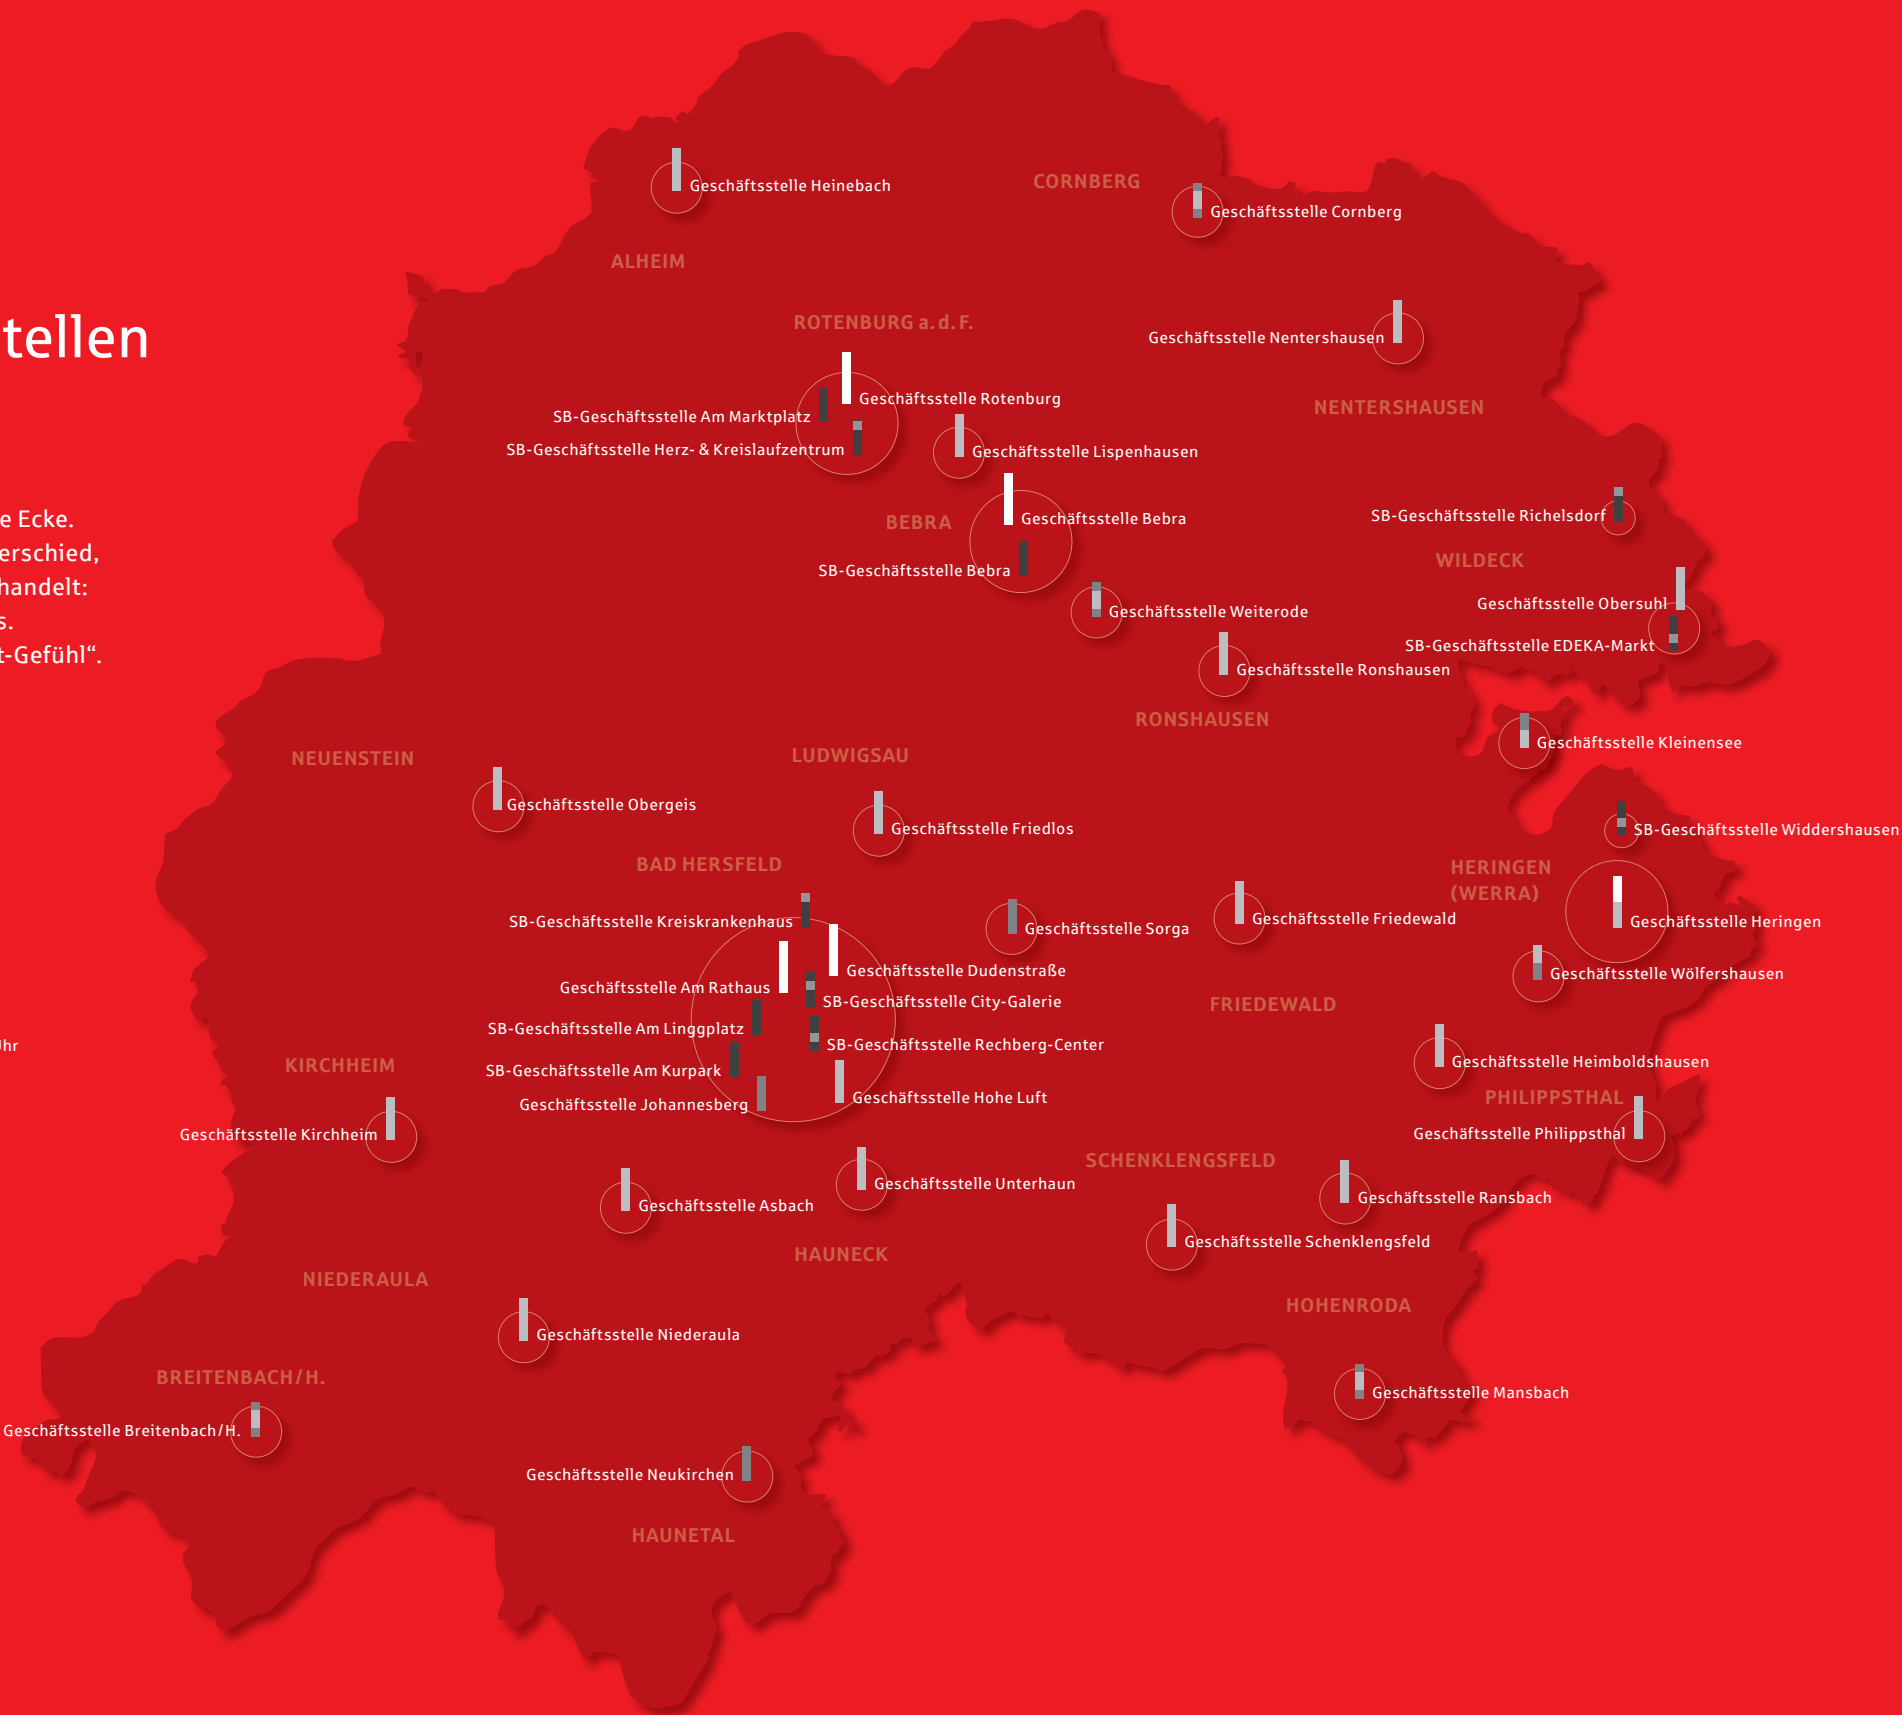 tellen
e Ecke.
erschied,
handelt:
s.
t-Gefühl“.
Uhr
Geschäftsstelle Heinebach
CORNBERG
Geschäftsstelle Cornberg
ALHEIM
ROTENBURG a. d. F.
Geschäftsstelle Nentershausen
Geschäftsstelle Rotenburg
SB-Geschäftsstelle Am Marktplatz
NENTERSHAUSEN
SB-Geschäftsstelle Herz- & Kreislaufzentrum
Geschäftsstelle Lispenhausen
BEBRA
Geschäftsstelle Bebra
SB-Geschäftsstelle Richelsdorf
WILDECK
SB-Geschäftsstelle Bebra
Geschäftsstelle Weiterode
Geschäftsstelle Obersuhl
SB-Geschäftsstelle EDEKA-Markt
Geschäftsstelle Ronshausen
RONSHAUSEN
Geschäftsstelle Kleinensee
NEUENSTEIN
LUDWIGSAU
Geschäftsstelle Obergeis
Geschäftsstelle Friedlos
SB-Geschäftsstelle Widdershausen
BAD HERSFELD
HERINGEN
(WERRA)
SB-Geschäftsstelle Kreiskrankenhaus
Geschäftsstelle Sorga
Geschäftsstelle Friedewald
Geschäftsstelle Heringen
Geschäftsstelle Dudenstraße
Geschäftsstelle Wölfershausen
Geschäftsstelle Am Rathaus
SB-Geschäftsstelle City-Galerie
FRIEDEWALD
SB-Geschäftsstelle Am Linggplatz
SB-Geschäftsstelle Rechberg-Center
KIRCHHEIM
SB-Geschäftsstelle Am Kurpark
Geschäftsstelle Heimboldshausen
Geschäftsstelle Johannesberg
Geschäftsstelle Hohe Luft
PHILIPPSTHAL
Geschäftsstelle Kirchheim
Geschäftsstelle Philippsthal
SCHENKLENGSFELD
Geschäftsstelle Unterhaun
Geschäftsstelle Ransbach
Geschäftsstelle Asbach
Geschäftsstelle Schenklengsfeld
HAUNECK
NIEDERAULA
HOHENRODA
Geschäftsstelle Niederaula
BREITENBACH/H.
Geschäftsstelle Mansbach
Geschäftsstelle Breitenbach/H.
Geschäftsstelle Neukirchen
HAUNETAL